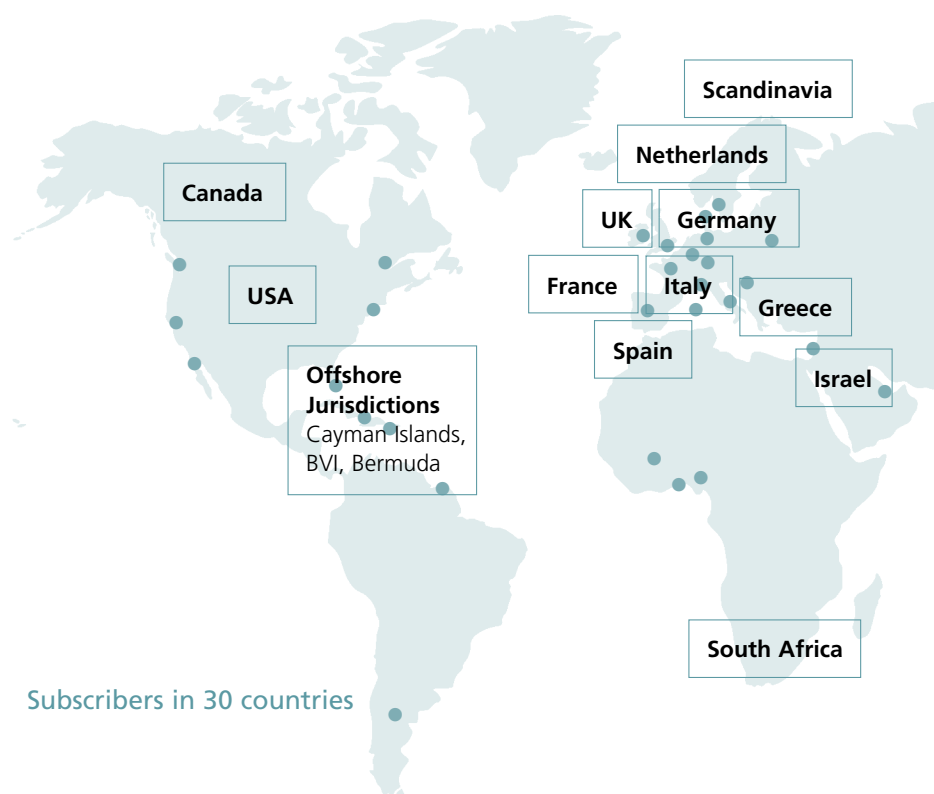 Scandinavia
Netherlands
Canada
UK
Germany
USA
France
Italy
Greece
Spain
Israel
Offshore
Jurisdictions
Cayman Islands,
BVI, Bermuda
South Africa
Subscribers in 30 countries